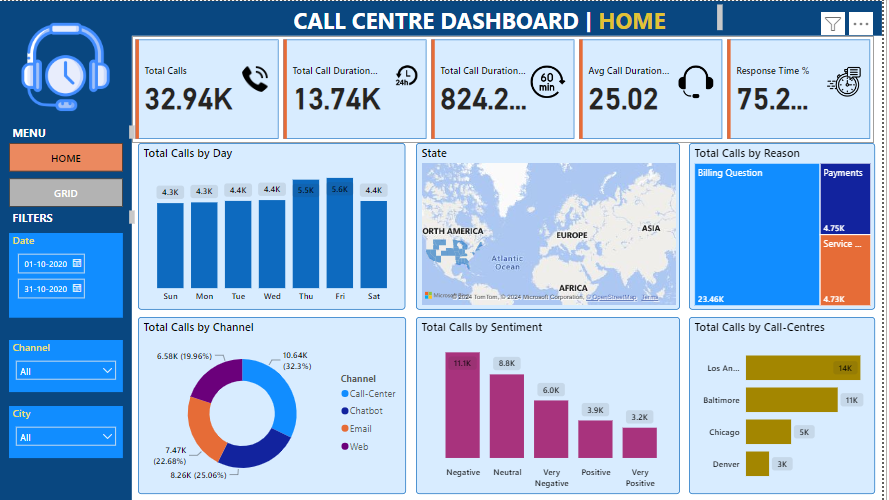 CALL CENTRE DASHBOARD | HOME
Total Calls
32.94K
Total Call Duration...
13.74K
24h
Total Call Duration...
824.2...
60
min
Avg Call Duration...
25.02
Response Time %
75.2...
MENU
HOME
GRID
FILTERS
Date
01-10-2020
31-10-2020
Channel
All
City
All
Total Calls by Day
4.3K 4.3K 4.4K 4.4K 5.5K 5.6K 4.4K
Sun Mon Tue Wed Thu Fri Sat
State
ORTH AMERICA
EUROPE
ASIA
Atlantic
Ocean
AFRICA
Microsoft
© 2024 TomTom, © 2024 Microsoft Corporation, © OpenStreetMap Terms
Total Calls by Reason
Billing Question
23.46K
Payments
4.75K
Service ...
4.73K
Total Calls by Channel
6.58K (19.96%)
10.64K
(32.3%)
7.47K
(22.68%)
8.26K (25.06%)
Channel
Call-Center
Chatbot
Email
Web
Total Calls by Sentiment
11.1K 8.8K 6.0K 3.9K 3.2K
Negative
Neutral
Very
Negative
Positive
Very
Positive
Total Calls by Call-Centres
Los An... 14K
Baltimore 11K
Chicago 5K
Denver 3K